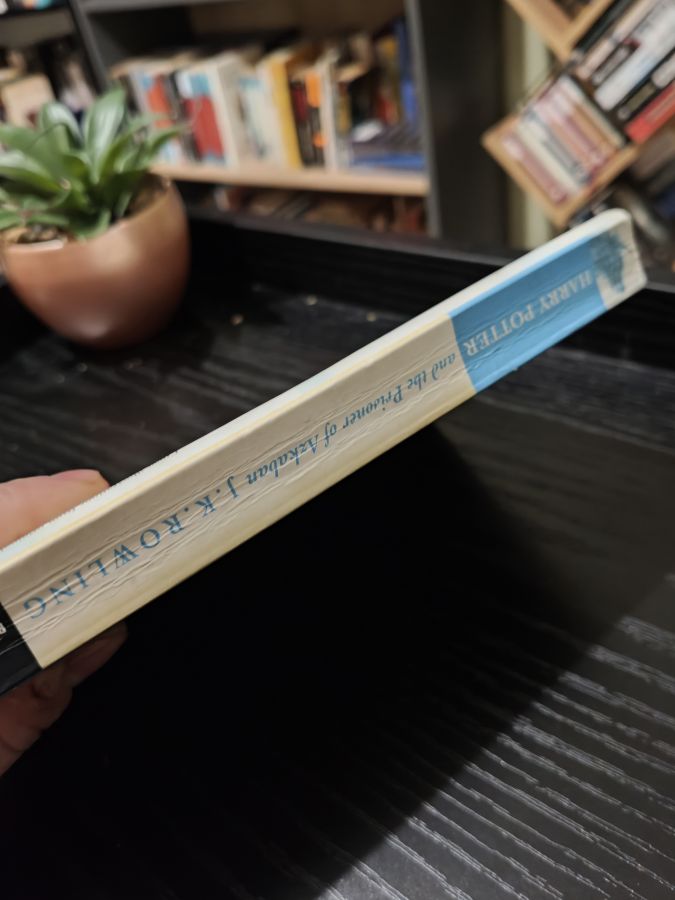 HARRY POTTER
and the Prisoner of Azkaban J.K.ROWLING